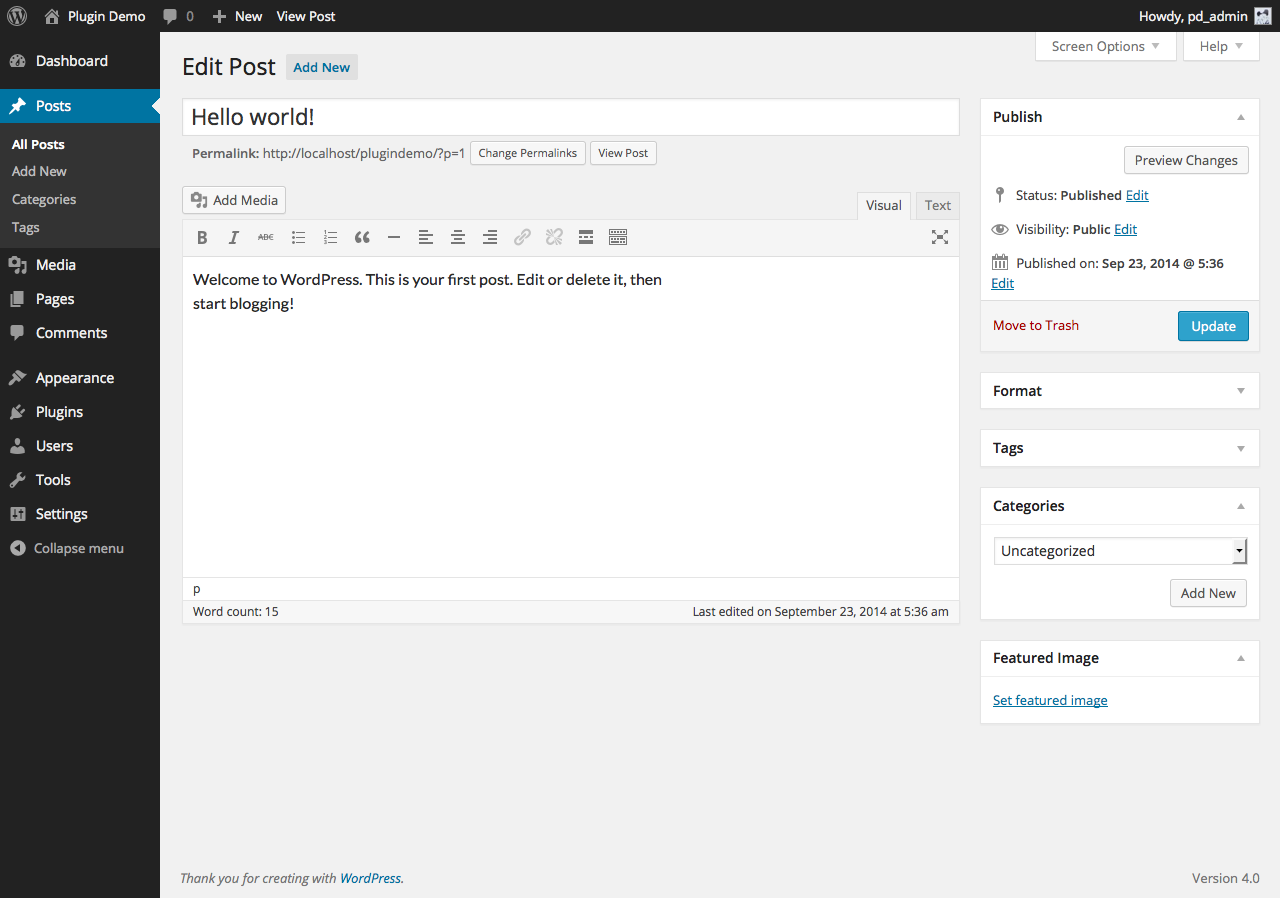 Plugin Demo 0 New View Post Howdy, pd_admin
Screen Options Help
Dashboard
Posts
All Posts
Add New
Categories
Tags
Media
Pages
Comments
Appearance
Plugins
Users
Tools
Settings
Collapse menu
Edit Post Add New
Hello world!
Permalink: http://localhost/plugindemo/?p=1 Change Permalinks View Post
Add Media
Visual Text
B I ABC
Welcome to WordPress. This is your first post. Edit or delete it, then
start blogging!
p
Word count: 15 Last edited on September 23, 2014 at 5:36 am
Publish
Preview Changes
Status: Published Edit
Visibility: Public Edit
Published on: Sep 23, 2014 @ 5:36
Edit
Move to Trash Update
Format
Tags
Categories
Uncategorized
Add New
Featured Image
Set featured image
Thank you for creating with WordPress. Version 4.0